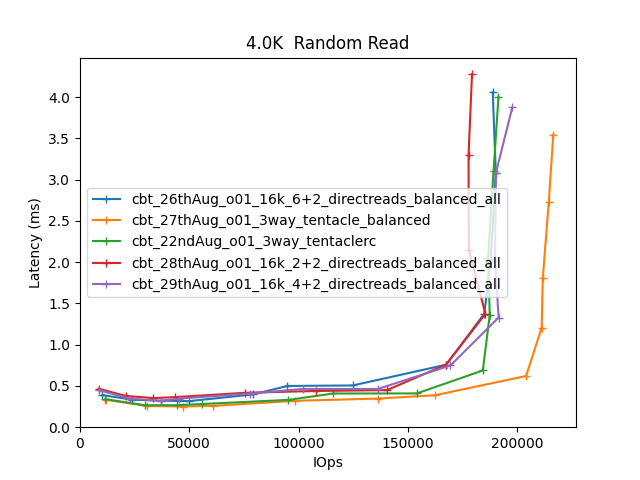 4.0K  Random Read
Latency (ms)
4.0
3.5
3.0
2.5
2.0
1.5
1.0
0.5
0.0
cbt_26thAug_o01_16k_6+2_directreads_balanced_all
cbt_27thAug_o01_3way_tentacle_balanced
cbt_22ndAug_o01_3way_tentaclerc
cbt_28thAug_o01_16k_2+2_directreads_balanced_all
cbt_29thAug_o01_16k_4+2_directreads_balanced_all
0 50000 100000 150000 200000
IOps